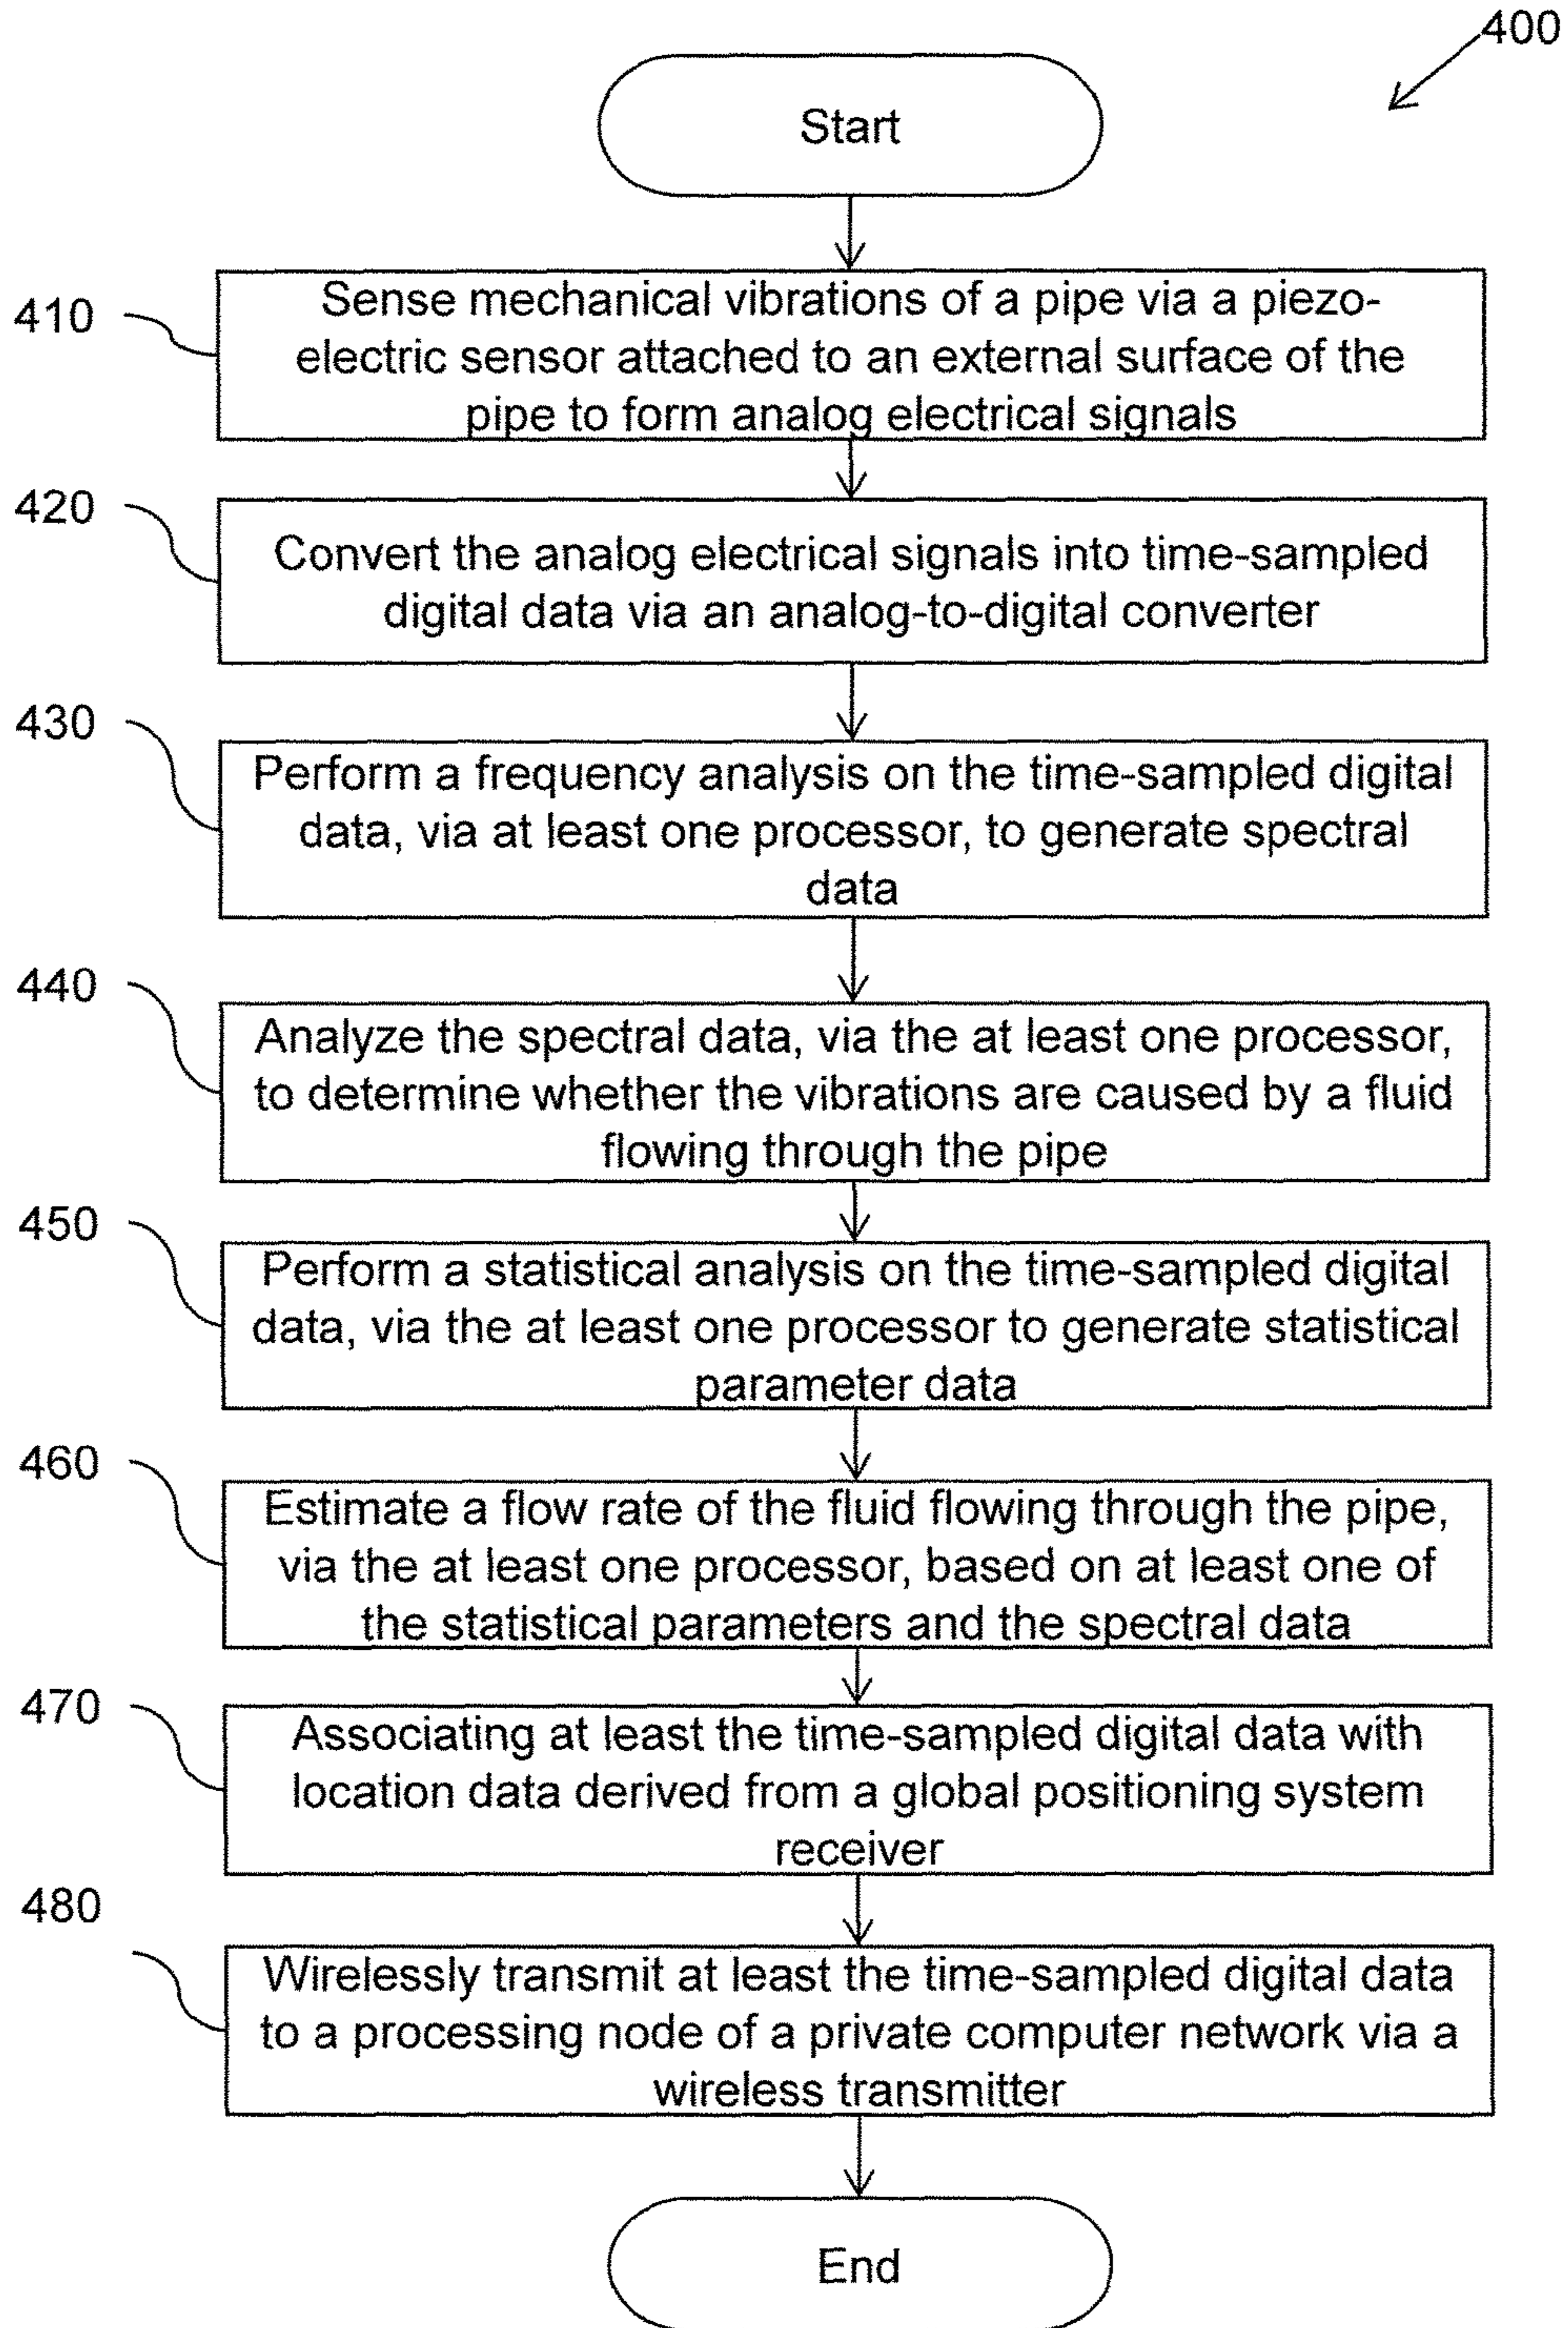 400
Start
410
Sense mechanical vibrations of a pipe via a piezo-
electric sensor attached to an external surface of the
pipe to form analog electrical signals
420
Convert the analog electrical signals into time-sampled
digital data via an analog-to-digital converter
430
Perform a frequency analysis on the time-sampled digital
data, via at least one processor, to generate spectral
data
440
Analyze the spectral data, via the at least one processor,
to determine whether the vibrations are caused by a fluid
flowing through the pipe
450
Perform a statistical analysis on the time-sampled digital
data, via the at least one processor to generate statistical
parameter data
460
Estimate a flow rate of the fluid flowing through the pipe,
via the at least one processor, based on at least one of
the statistical parameters and the spectral data
470
Associating at least the time-sampled digital data with
location data derived from a global positioning system
receiver
480
Wirelessly transmit at least the time-sampled digital data
to a processing node of a private computer network via a
wireless transmitter
End